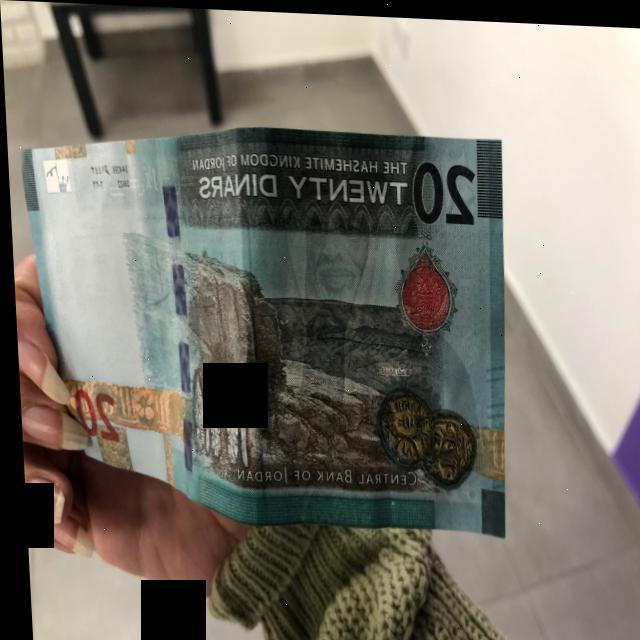 THE HASHEMITE KINGDOM OF JORDAN
20
TWENTY DINARS
20
CENTRAL BANK OF JORDAN